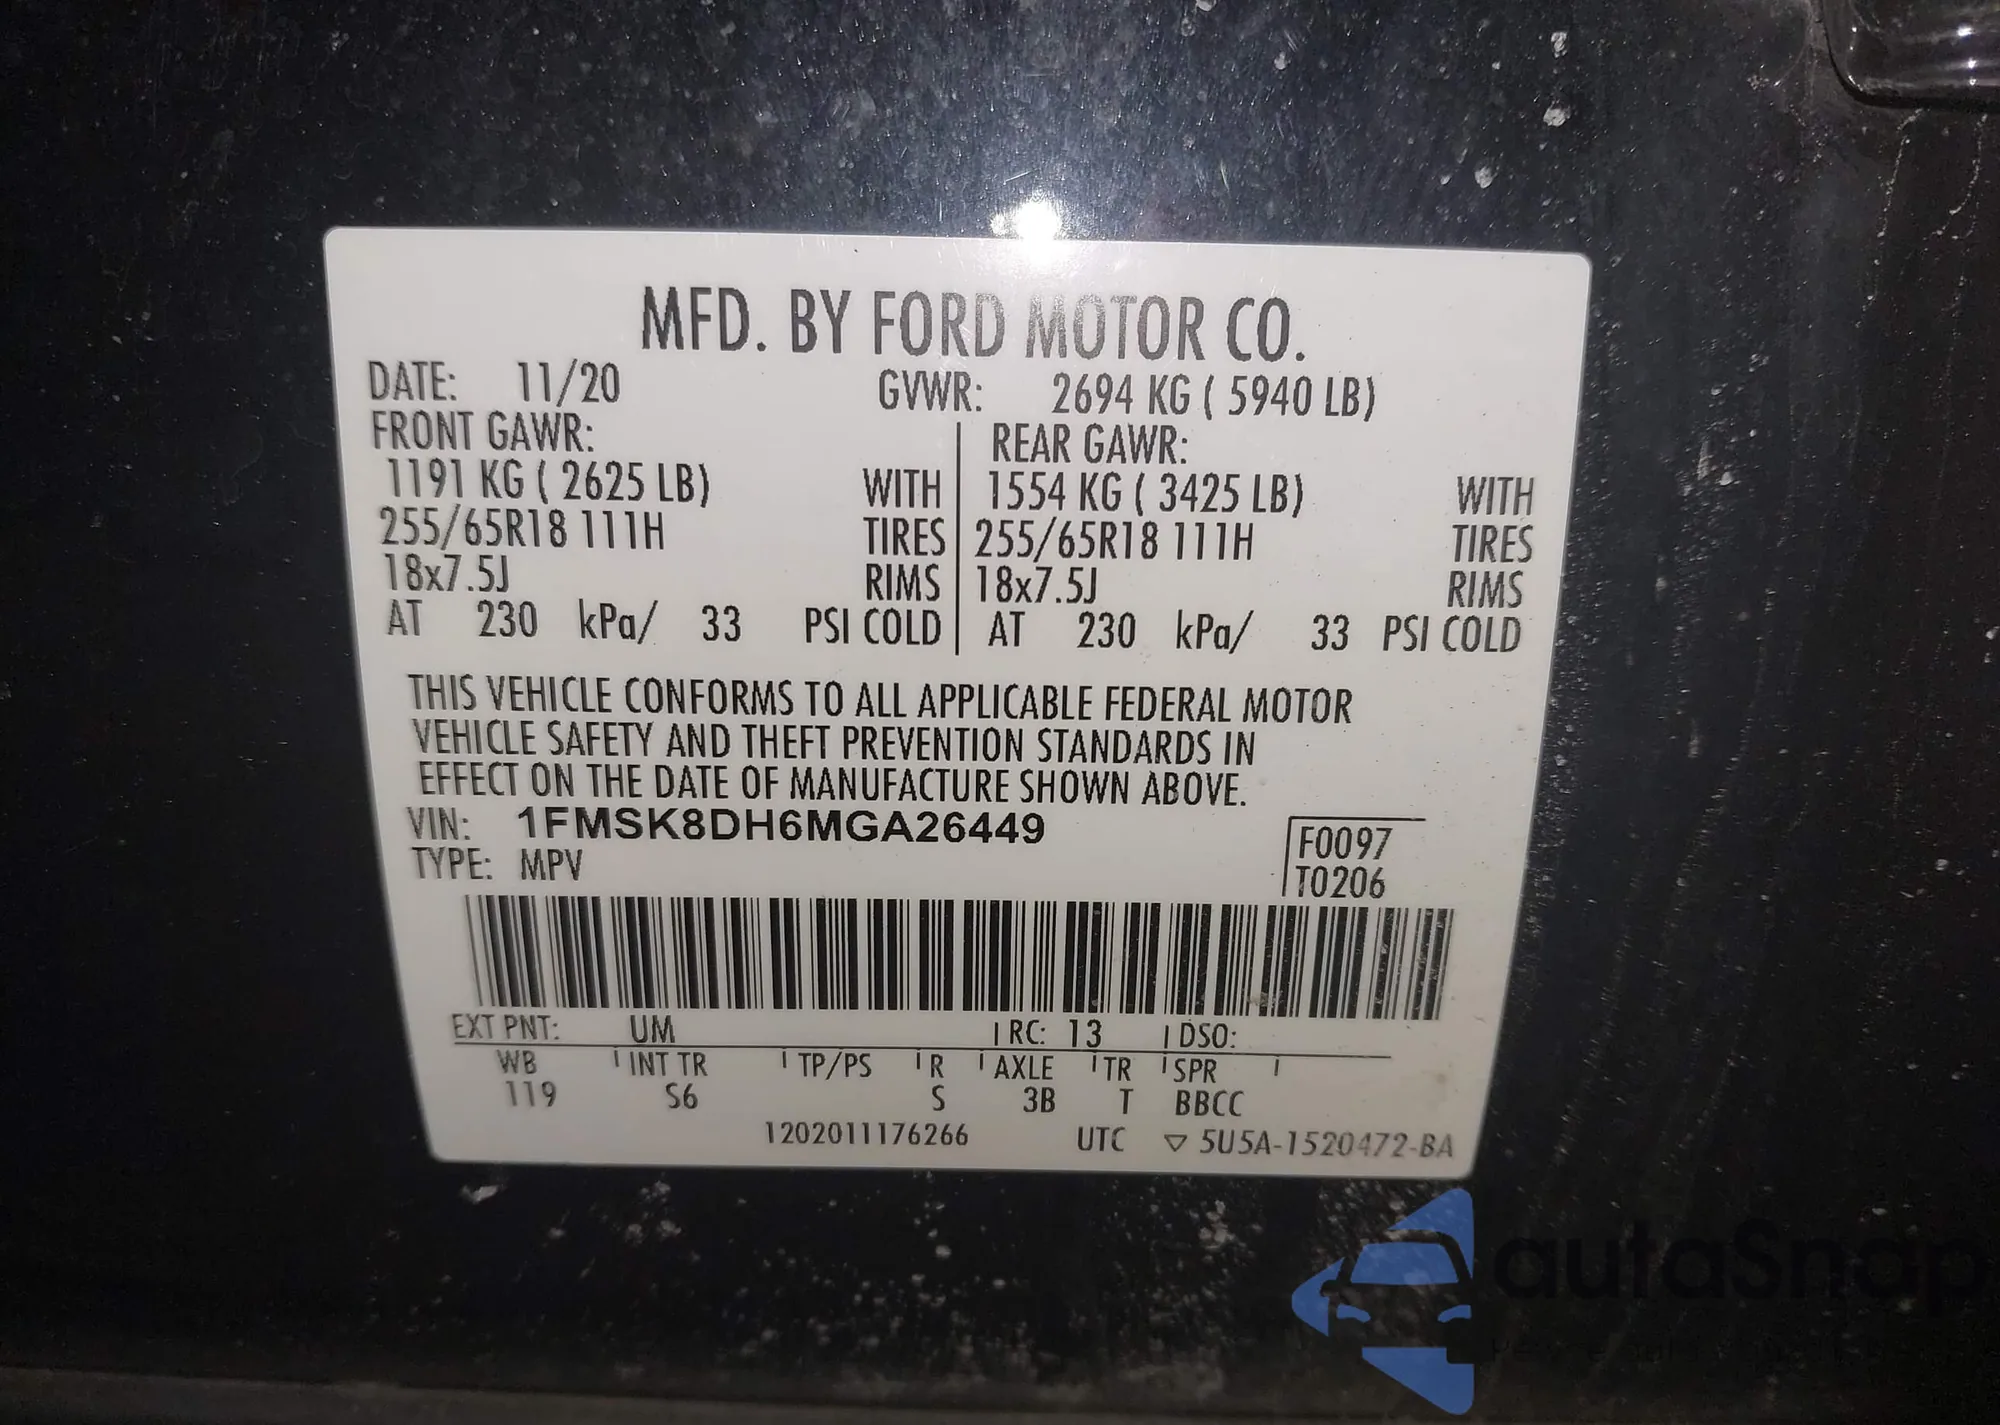 MFD. BY FORD MOTOR CO.
DATE: 11/20 GVWR: 2694 KG ( 5940 LB)
FRONT GAWR: REAR GAWR:
1191 KG ( 2625 LB) WITH 1554 KG ( 3425 LB) WITH
255/65R18 111H TIRES 255/65R18 111H TIRES
18x7.5J RIMS 18x7.5J RIMS
AT 230 kPa/ 33 PSI COLD AT 230 kPa/ 33 PSI COLD
THIS VEHICLE CONFORMS TO ALL APPLICABLE FEDERAL MOTOR
VEHICLE SAFETY AND THEFT PREVENTION STANDARDS IN
EFFECT ON THE DATE OF MANUFACTURE SHOWN ABOVE.
VIN: 1FMSK8DH6MGA26449 F0097
TYPE: MPV T0206
EXT PNT: UM RC: 13 DSO:
WB INT TR TP/PS R AXLE TR SPR
119 S6 S 3B T BBCC
1202011176266 UTC ▽ 5U5A-1520472-BA
autaSnap